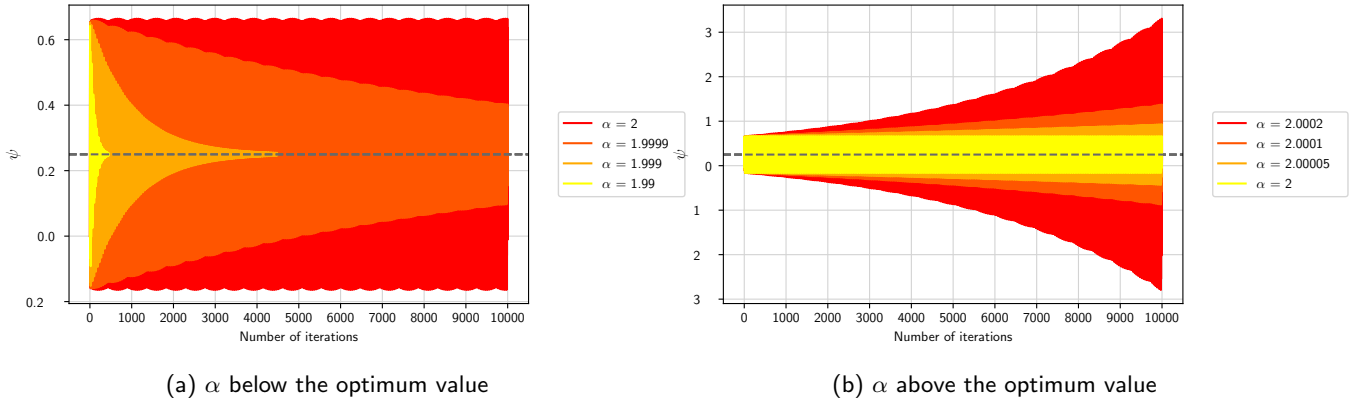 0.6
0.4
0.2
0.0
0.2
ψ
0 1000 2000 3000 4000 5000 6000 7000 8000 9000 10000
Number of iterations
α = 2
α = 1.9999
α = 1.999
α = 1.99
(a) α below the optimum value
3
2
1
0
1
2
3
ψ
0 1000 2000 3000 4000 5000 6000 7000 8000 9000 10000
Number of iterations
α = 2.0002
α = 2.0001
α = 2.00005
α = 2
(b) α above the optimum value